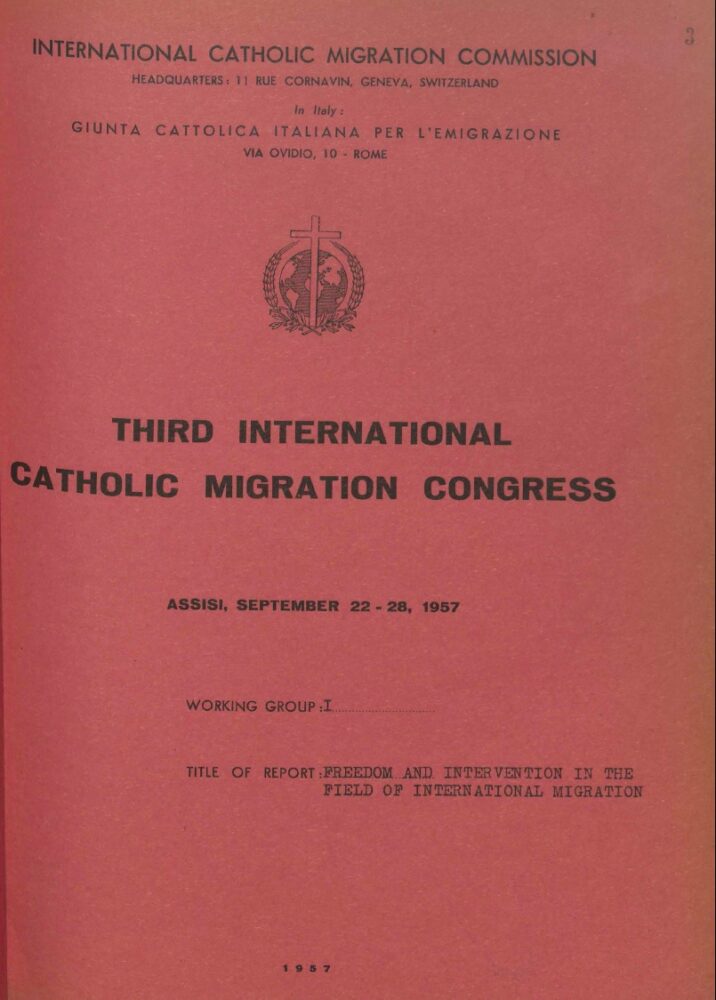 3
INTERNATIONAL CATHOLIC MIGRATION COMMISSION
HEADQUARTERS: 11 RUE CORNAVIN, GENEVA, SWITZERLAND
In Italy:
GIUNTA CATTOLICA ITALIANA PER L'EMIGRAZIONE
VIA OVIDIO, 10 - ROME
THIRD INTERNATIONAL
CATHOLIC MIGRATION CONGRESS
ASSISI, SEPTEMBER 22 - 28, 1957
WORKING GROUP: I
TITLE OF REPORT: FREEDOM AND INTERVENTION IN THE
FIELD OF INTERNATIONAL MIGRATION
1957